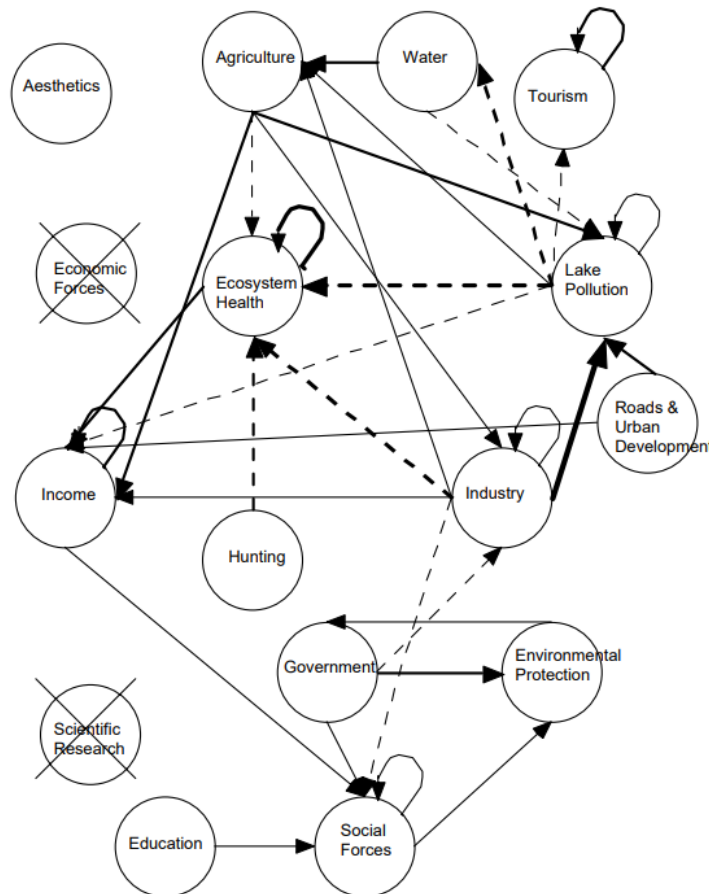 Agriculture
Water
Aesthetics
Tourism
Economic
Forces
Ecosystem
Health
Lake
Pollution
Roads &
Urban
Development
Income
Industry
Hunting
Government
Environmental
Protection
Scientific
Research
Education
Social
Forces